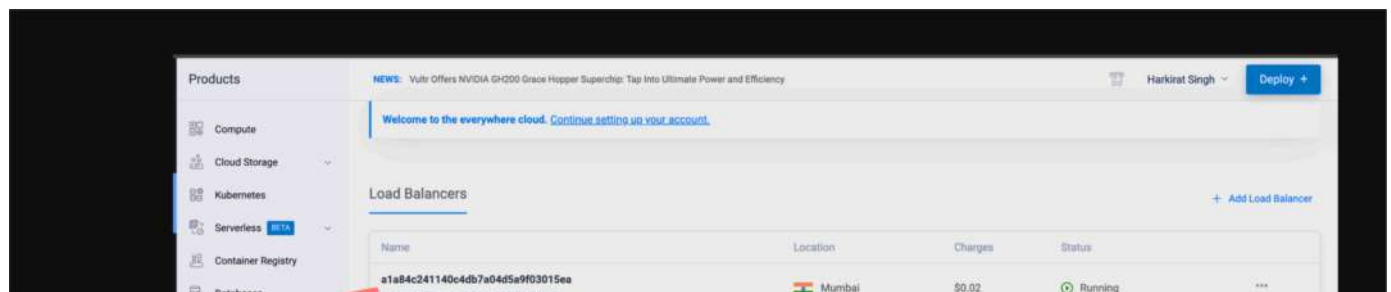 Products
NEWS: Vultr Offers NVIDIA GH200 Grace Hopper Superchip: Tap Into Ultimate Power and Efficiency
Harkirat Singh
Deploy +
Welcome to the everywhere cloud. Continue setting up your account.
Compute
Cloud Storage
Kubernetes
Serverless BETA
Container Registry
Databases
Load Balancers
+ Add Load Balancer
Name Location Charges Status
a1a84c241140c4db7a04d5a9f03015ea
Mumbai $0.02 Running ...